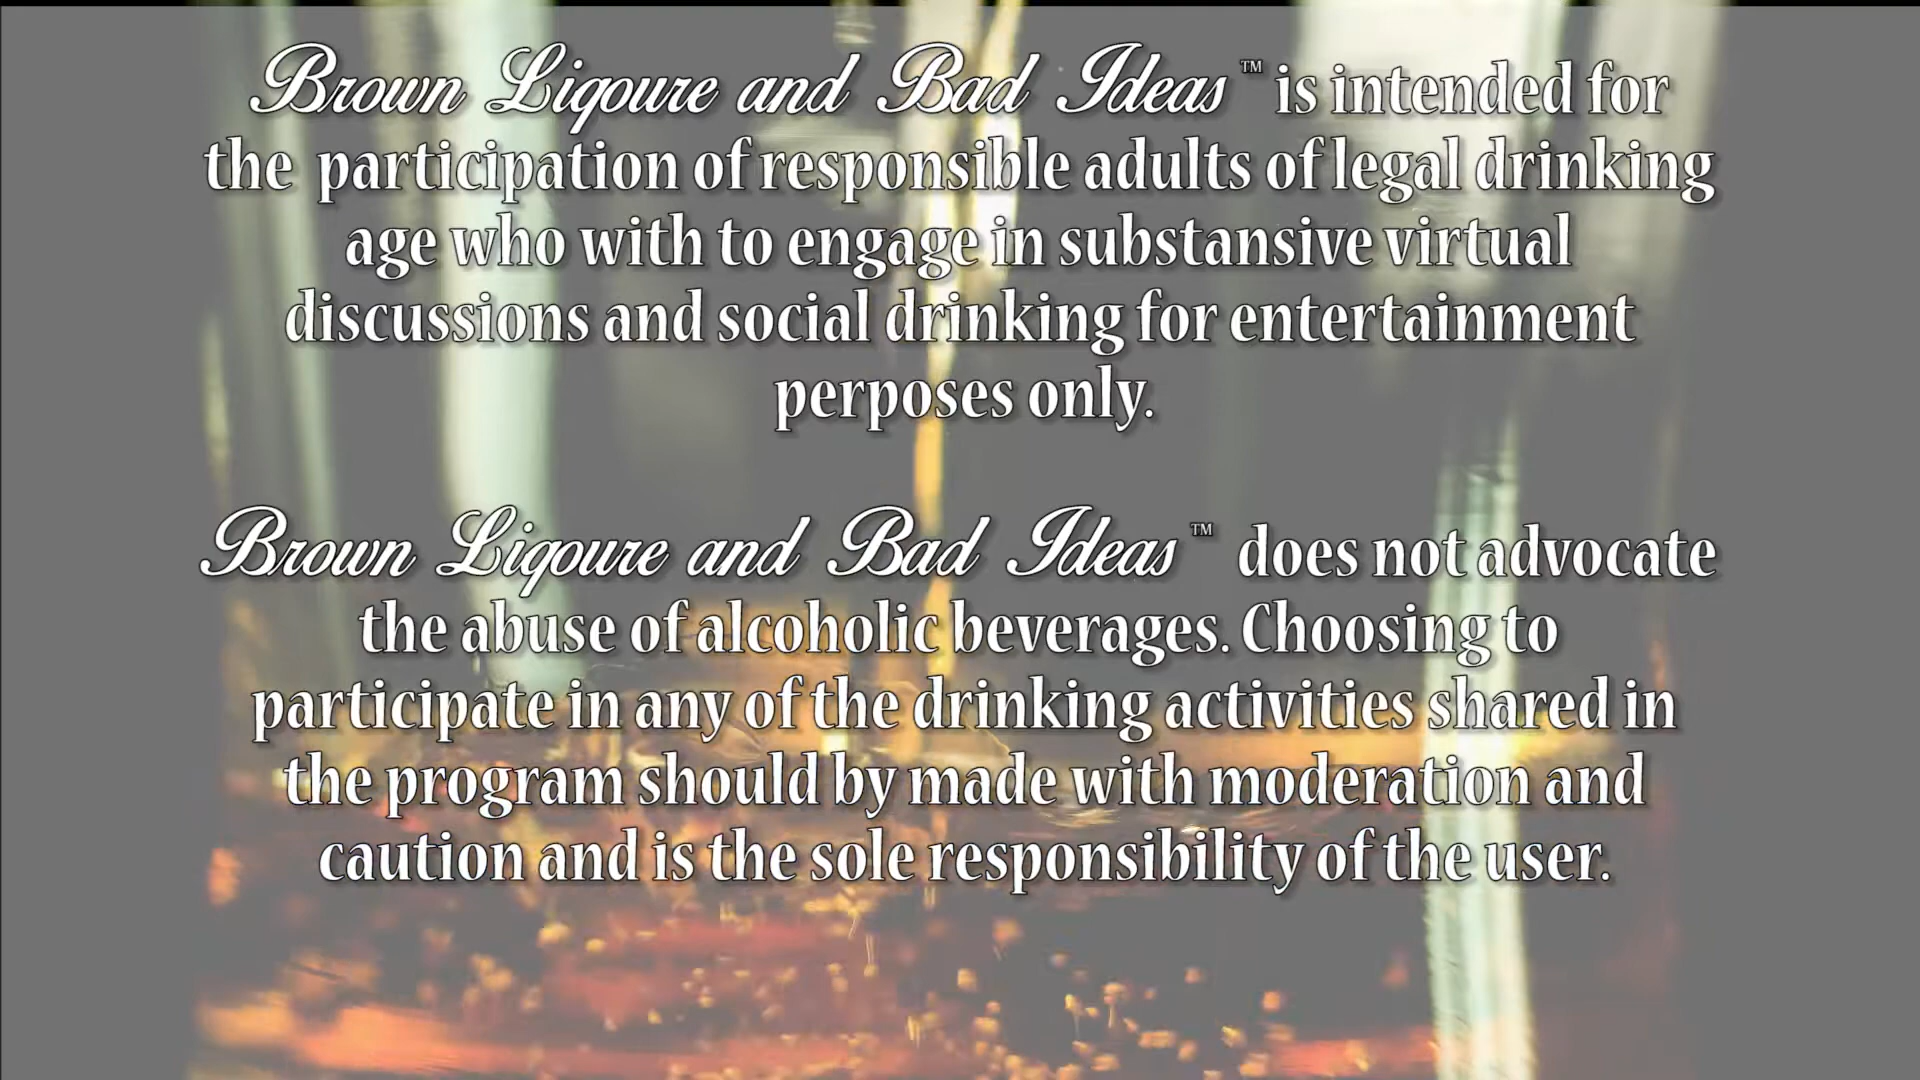 Brown Liqoure and Bad Ideas™ is intended for
the participation of responsible adults of legal drinking
age who with to engage in substansive virtual
discussions and social drinking for entertainment
perposes only.
Brown Liqoure and Bad Ideas™ does not advocate
the abuse of alcoholic beverages. Choosing to
participate in any of the drinking activities shared in
the program should by made with moderation and
caution and is the sole responsibility of the user.